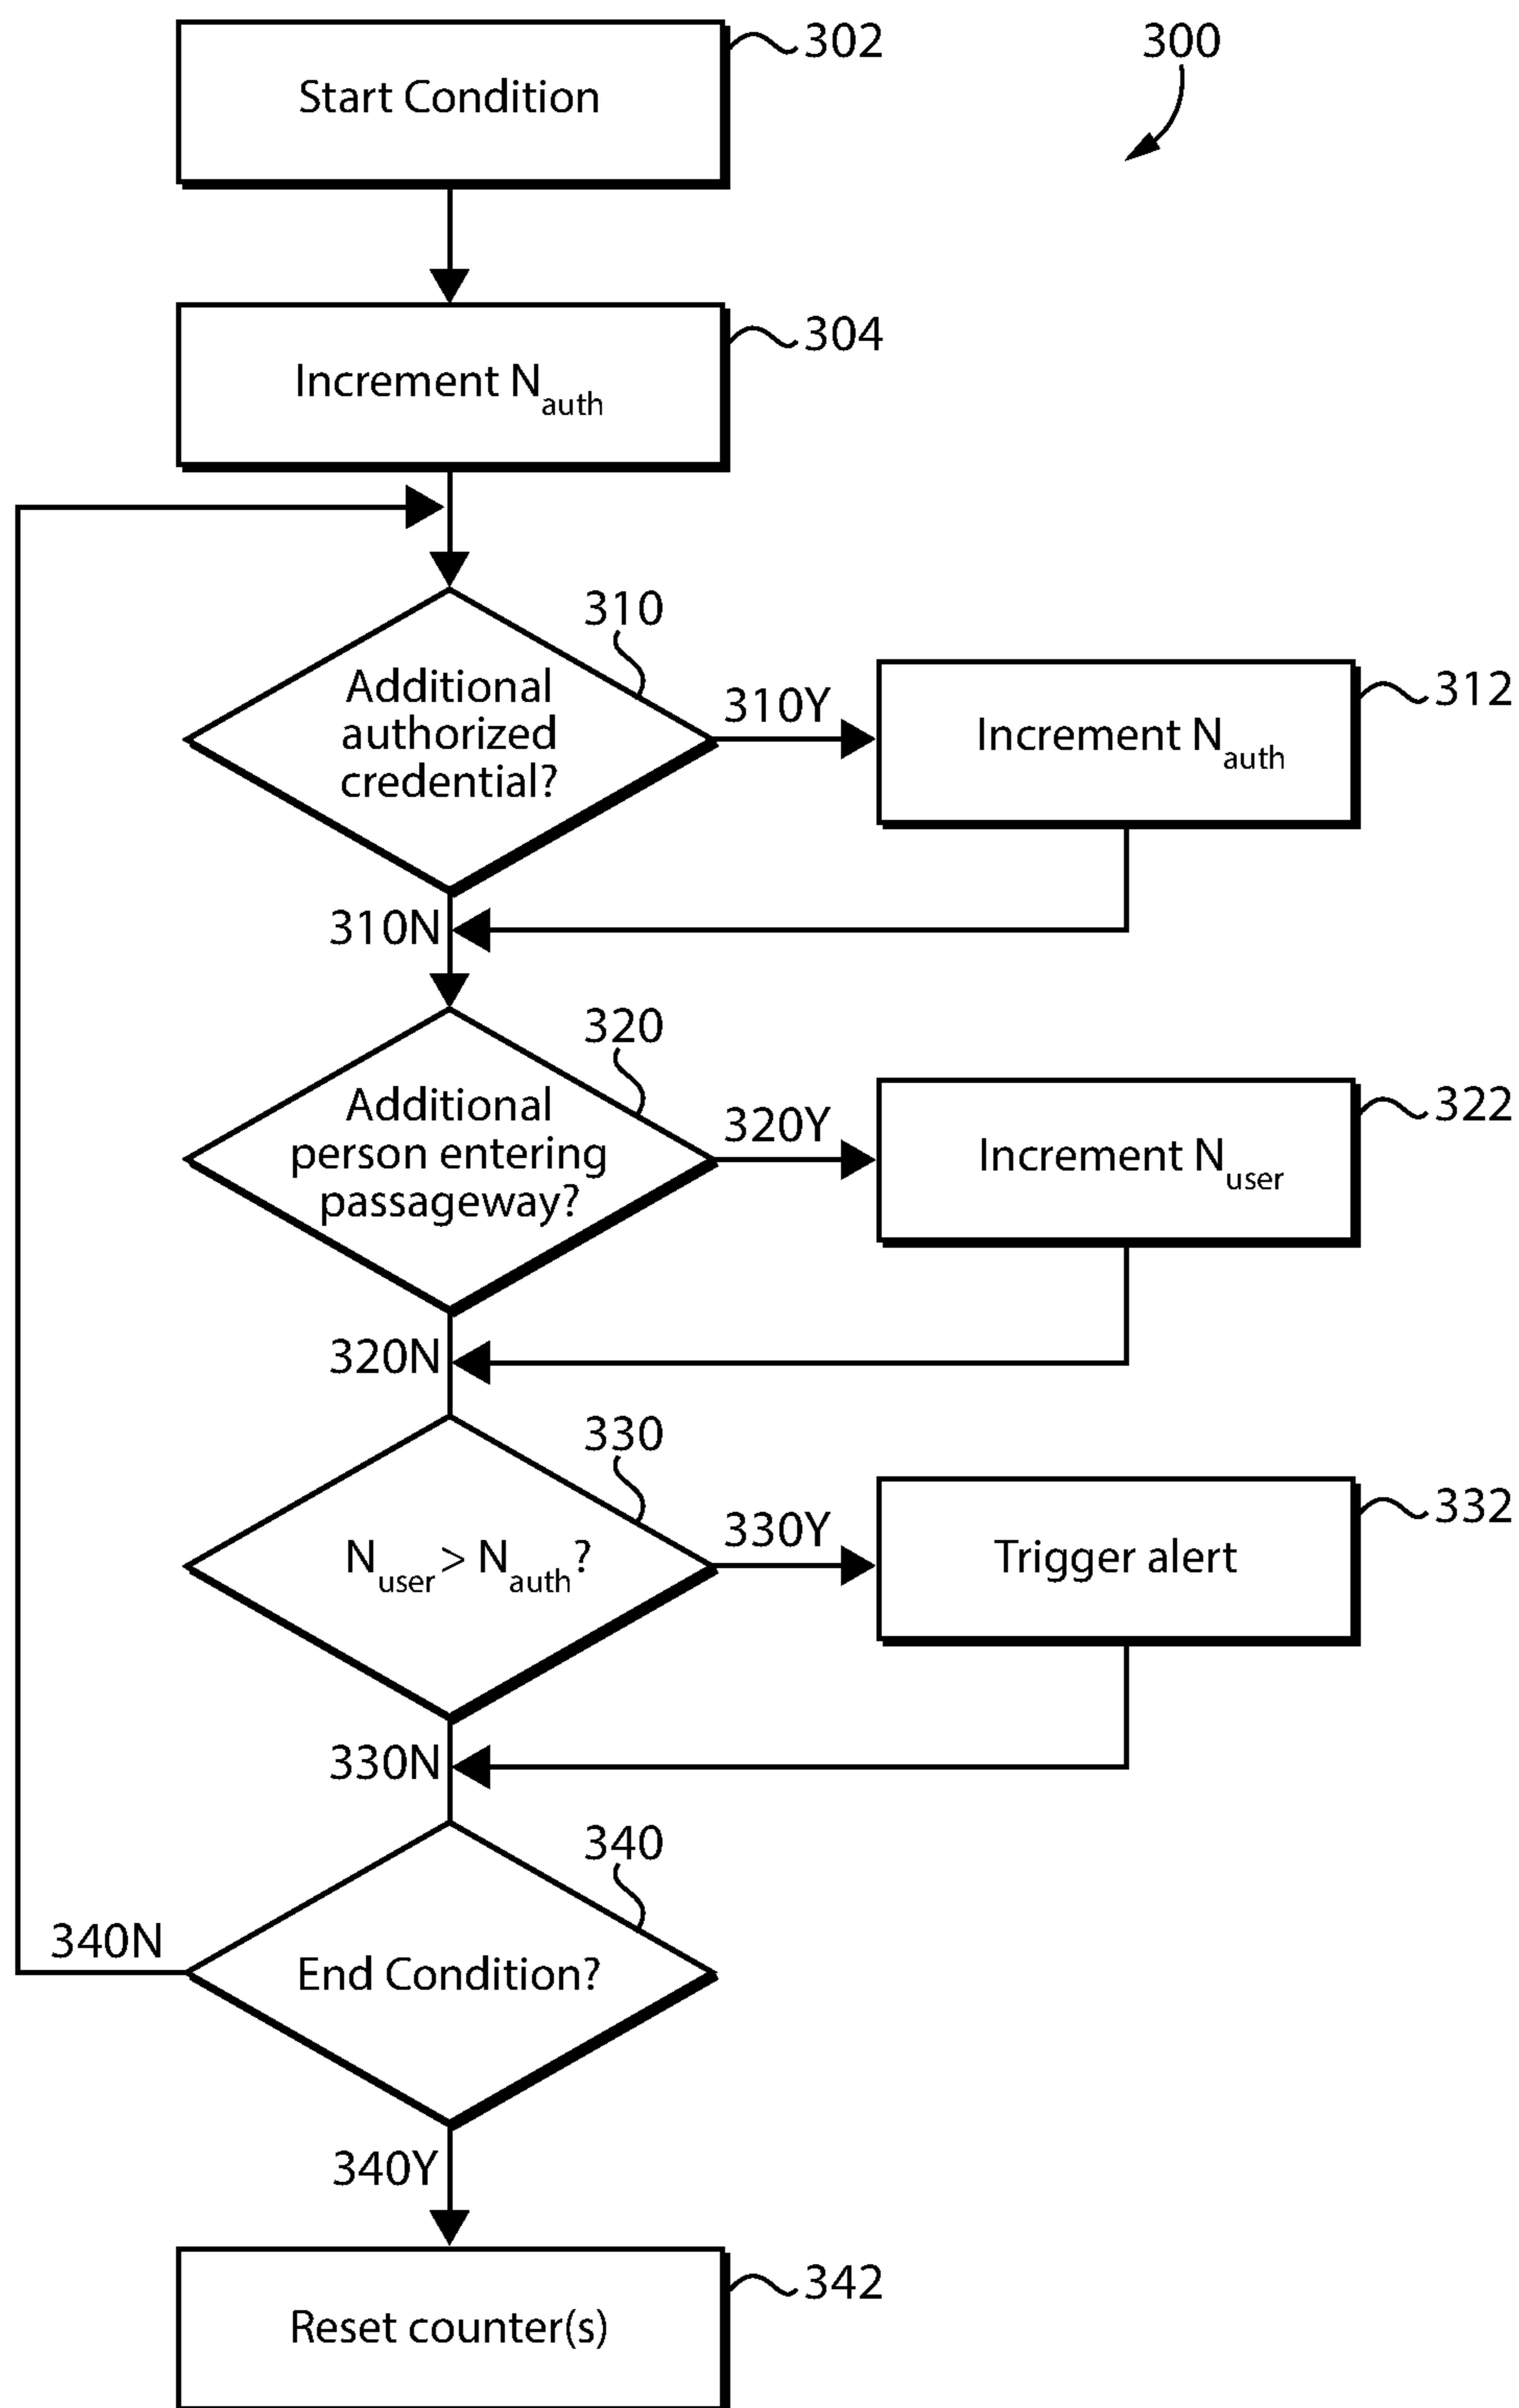 302
300
Start Condition
304
Increment Nauth
310
Additional
authorized
credential?
310Y
312
Increment Nauth
310N
320
Additional
person entering
passageway?
320Y
322
Increment Nuser
320N
330
Nuser > Nauth?
330Y
332
Trigger alert
330N
340
340N
End Condition?
340Y
342
Reset counter(s)